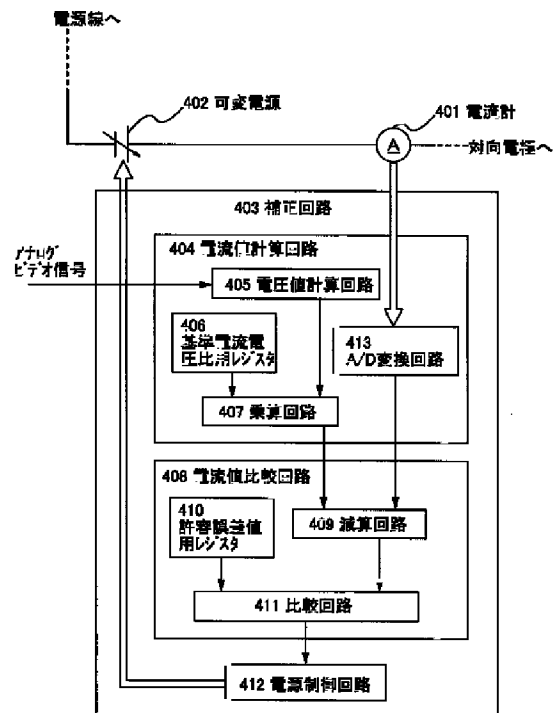 電源線へ
402 可変電源
401 電流計
A
対向電極へ
403 補正回路
アナログ
ビデオ信号
404 電流値計算回路
405 電圧値計算回路
406
基準電流電
圧比用レジスタ
413
A/D変換回路
407 乗算回路
408 電流値比較回路
410
許容誤差値
用レジスタ
409 減算回路
411 比較回路
412 電源制御回路